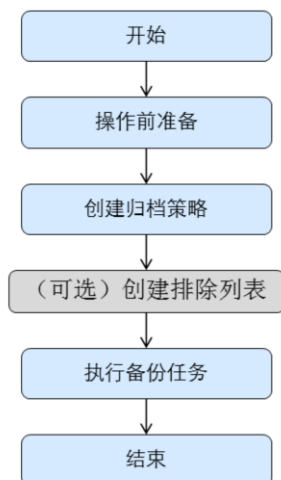 开始
操作前准备
创建归档策略
（可选）创建排除列表
执行备份任务
结束